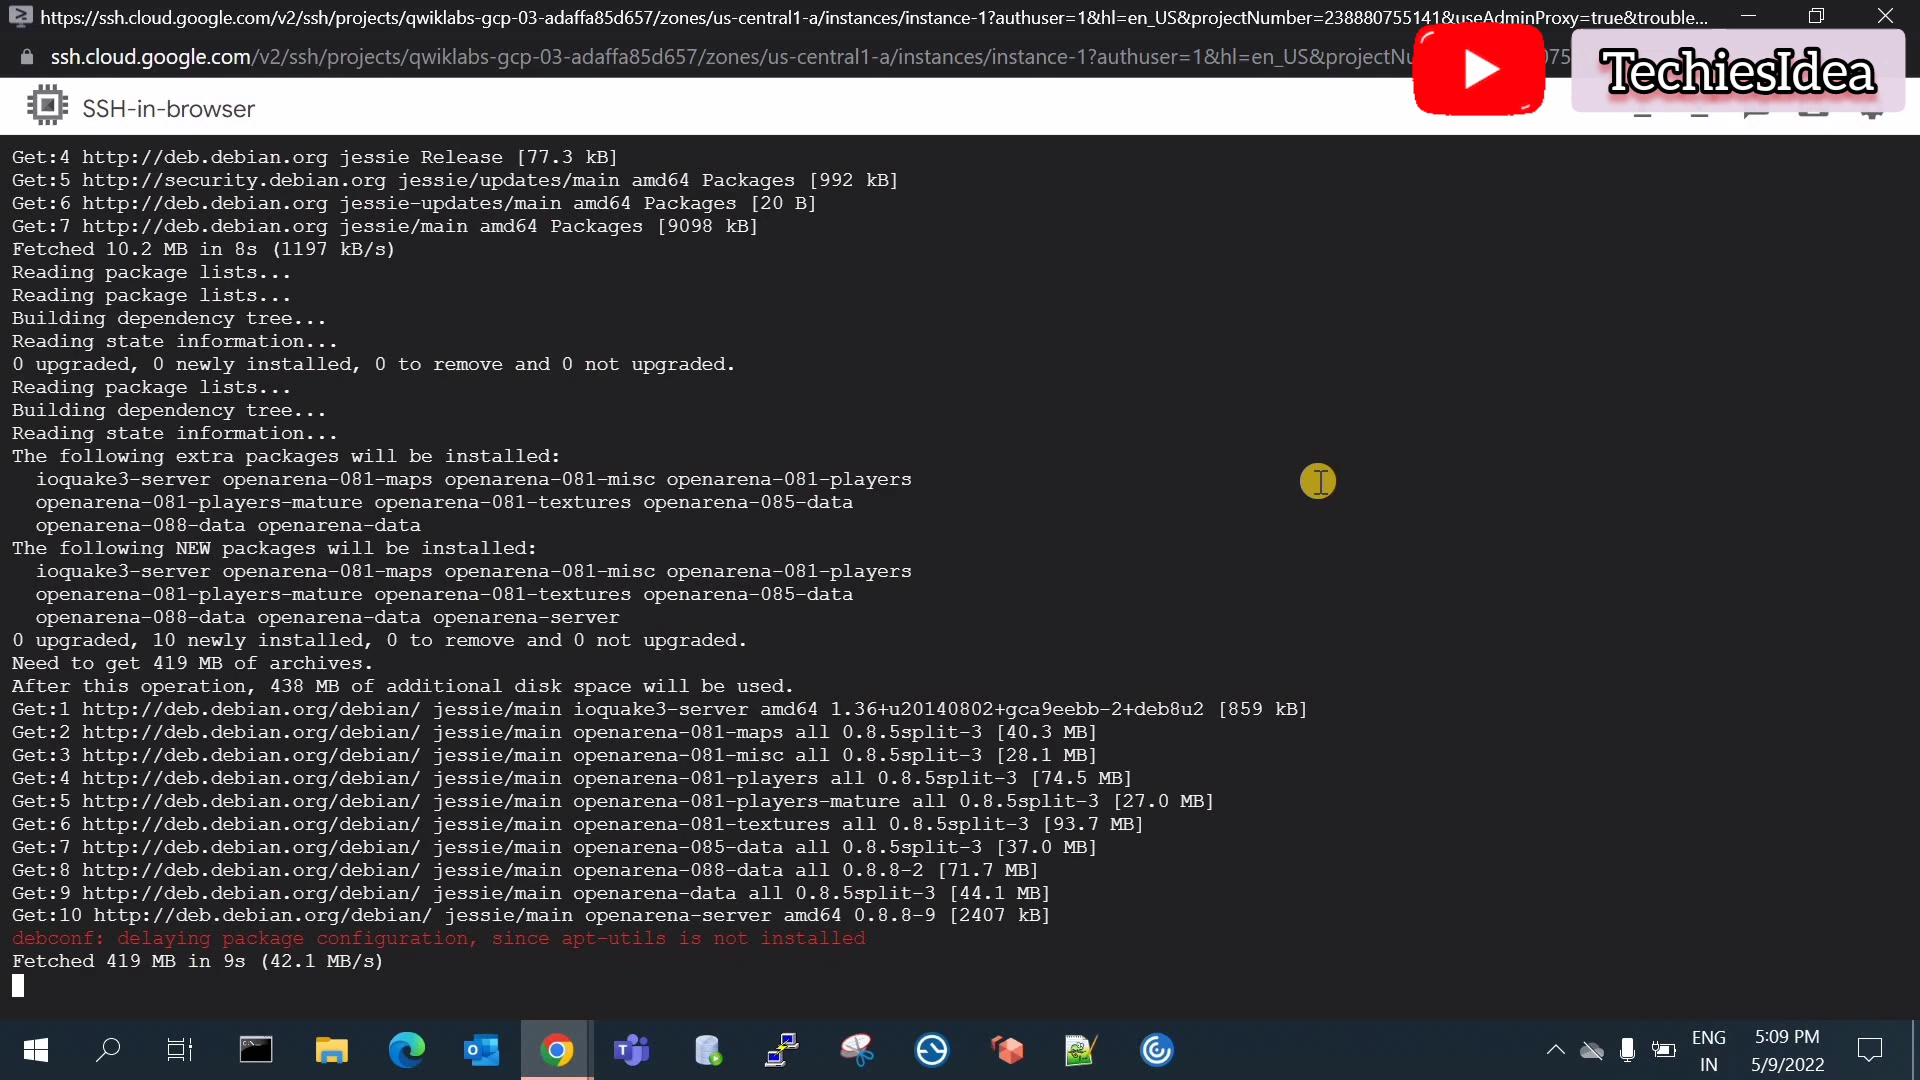 https://ssh.cloud.google.com/v2/ssh/projects/qwiklabs-gcp-03-adaffa85d657/zones/us-central1-a/instances/instance-1?authuser=1&hl=en_US&projectNumber=238880755141&useAdminProxy=true&trouble...
ssh.cloud.google.com/v2/ssh/projects/qwiklabs-gcp-03-adaffa85d657/zones/us-central1-a/instances/instance-1?authuser=1&hl=en_US&projectNu
TechiesIdea
SSH-in-browser
Get:4 http://deb.debian.org jessie Release [77.3 kB]
Get:5 http://security.debian.org jessie/updates/main amd64 Packages [992 kB]
Get:6 http://deb.debian.org jessie-updates/main amd64 Packages [20 B]
Get:7 http://deb.debian.org jessie/main amd64 Packages [9098 kB]
Fetched 10.2 MB in 8s (1197 kB/s)
Reading package lists...
Reading package lists...
Building dependency tree...
Reading state information...
0 upgraded, 0 newly installed, 0 to remove and 0 not upgraded.
Reading package lists...
Building dependency tree...
Reading state information...
The following extra packages will be installed:
ioquake3-server openarena-081-maps openarena-081-misc openarena-081-players
openarena-081-players-mature openarena-081-textures openarena-085-data
openarena-088-data openarena-data
The following NEW packages will be installed:
ioquake3-server openarena-081-maps openarena-081-misc openarena-081-players
openarena-081-players-mature openarena-081-textures openarena-085-data
openarena-088-data openarena-data openarena-server
0 upgraded, 10 newly installed, 0 to remove and 0 not upgraded.
Need to get 419 MB of archives.
After this operation, 438 MB of additional disk space will be used.
Get:1 http://deb.debian.org/debian/ jessie/main ioquake3-server amd64 1.36+u20140802+gca9eebb-2+deb8u2 [859 kB]
Get:2 http://deb.debian.org/debian/ jessie/main openarena-081-maps all 0.8.5split-3 [40.3 MB]
Get:3 http://deb.debian.org/debian/ jessie/main openarena-081-misc all 0.8.5split-3 [28.1 MB]
Get:4 http://deb.debian.org/debian/ jessie/main openarena-081-players all 0.8.5split-3 [74.5 MB]
Get:5 http://deb.debian.org/debian/ jessie/main openarena-081-players-mature all 0.8.5split-3 [27.0 MB]
Get:6 http://deb.debian.org/debian/ jessie/main openarena-081-textures all 0.8.5split-3 [93.7 MB]
Get:7 http://deb.debian.org/debian/ jessie/main openarena-085-data all 0.8.5split-3 [37.0 MB]
Get:8 http://deb.debian.org/debian/ jessie/main openarena-088-data all 0.8.8-2 [71.7 MB]
Get:9 http://deb.debian.org/debian/ jessie/main openarena-data all 0.8.5split-3 [44.1 MB]
Get:10 http://deb.debian.org/debian/ jessie/main openarena-server amd64 0.8.8-9 [2407 kB]
debconf: delaying package configuration, since apt-utils is not installed
Fetched 419 MB in 9s (42.1 MB/s)
ENG
IN
5:09 PM
5/9/2022